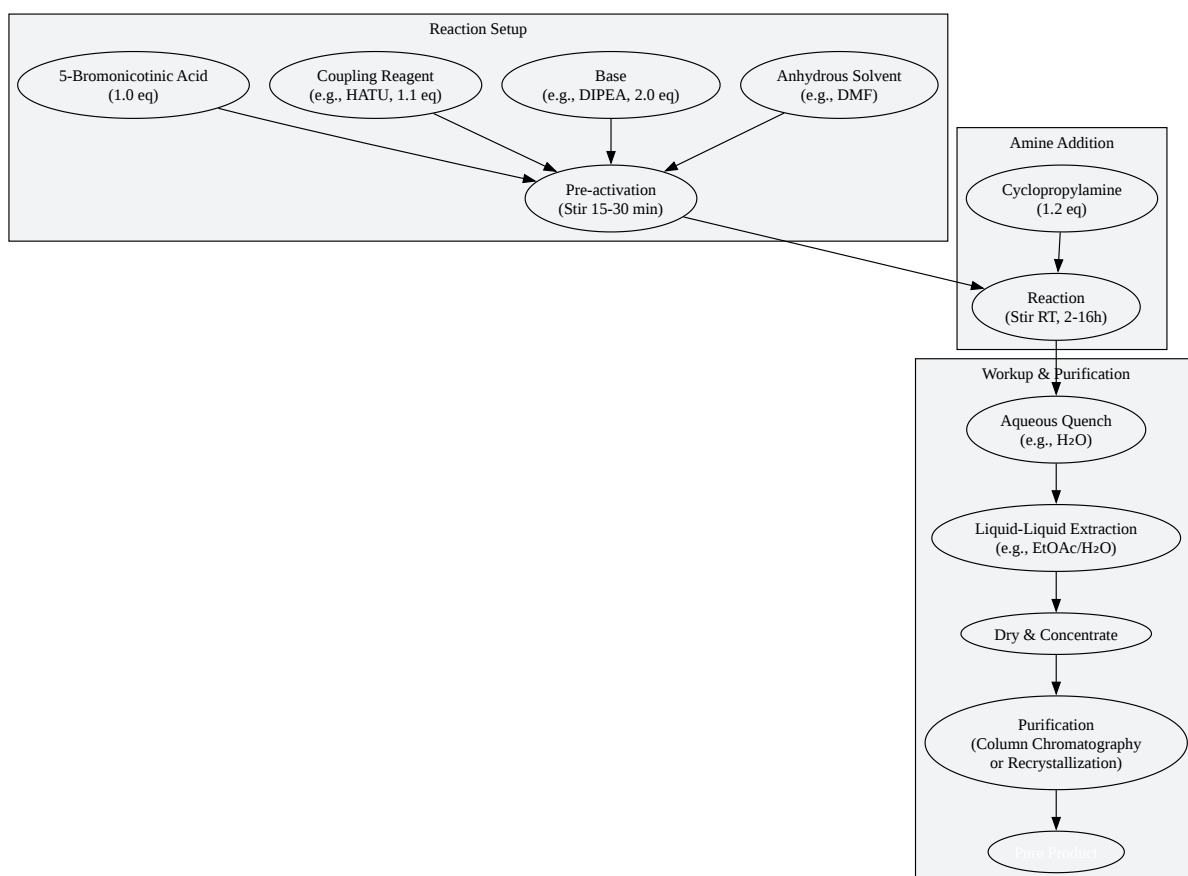 Reaction Setup
5-Bromonicotinic Acid
(1.0 eq)
Coupling Reagent
(e.g., HATU, 1.1 eq)
Base
(e.g., DIPEA, 2.0 eq)
Anhydrous Solvent
(e.g., DMF)
Pre-activation
(Stir 15-30 min)
Amine Addition
Cyclopropylamine
(1.2 eq)
Reaction
(Stir RT, 2-16h)
Workup & Purification
Aqueous Quench
(e.g., H₂O)
Liquid-Liquid Extraction
(e.g., EtOAc/H₂O)
Dry & Concentrate
Purification
(Column Chromatography
or Recrystallization)
Pure Product